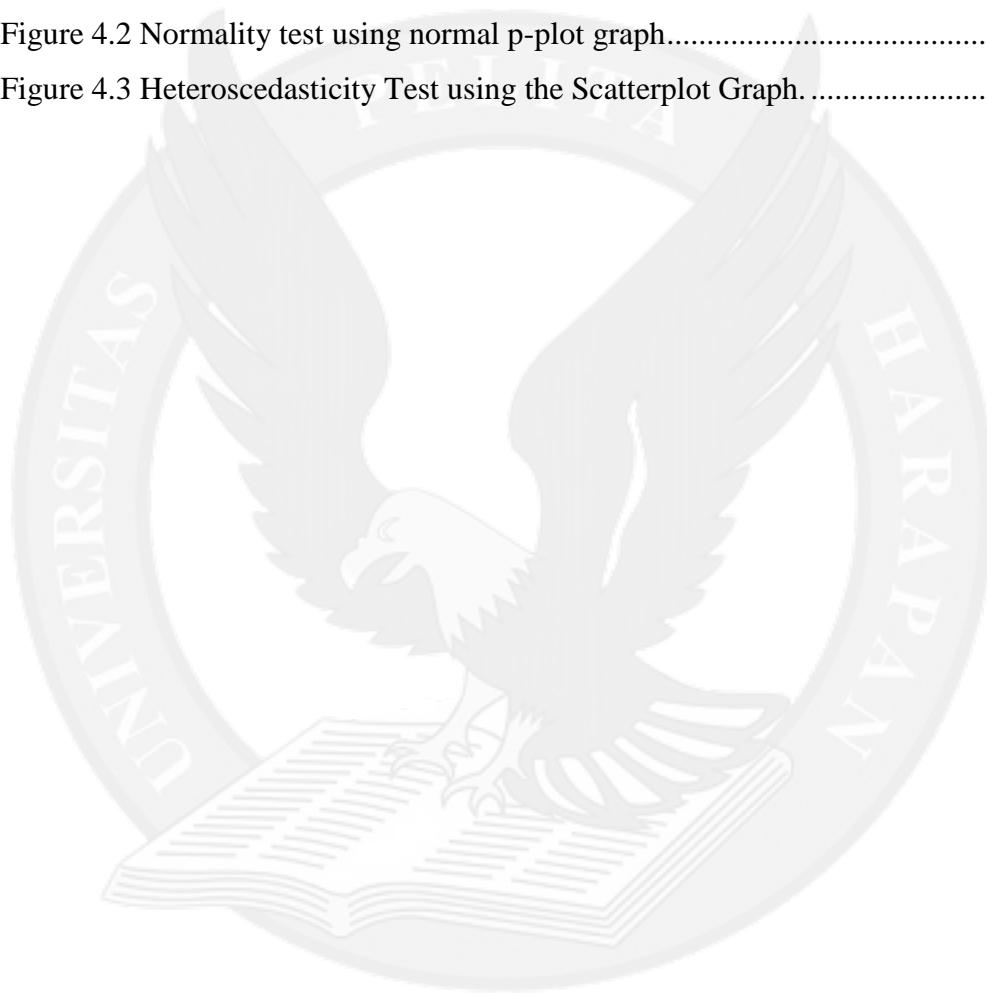 Figure 4.2 Normality test using normal p-plot graph........................................
Figure 4.3 Heteroscedasticity Test using the Scatterplot Graph. ......................
UNIVERSITAS PELITA HARAPAN